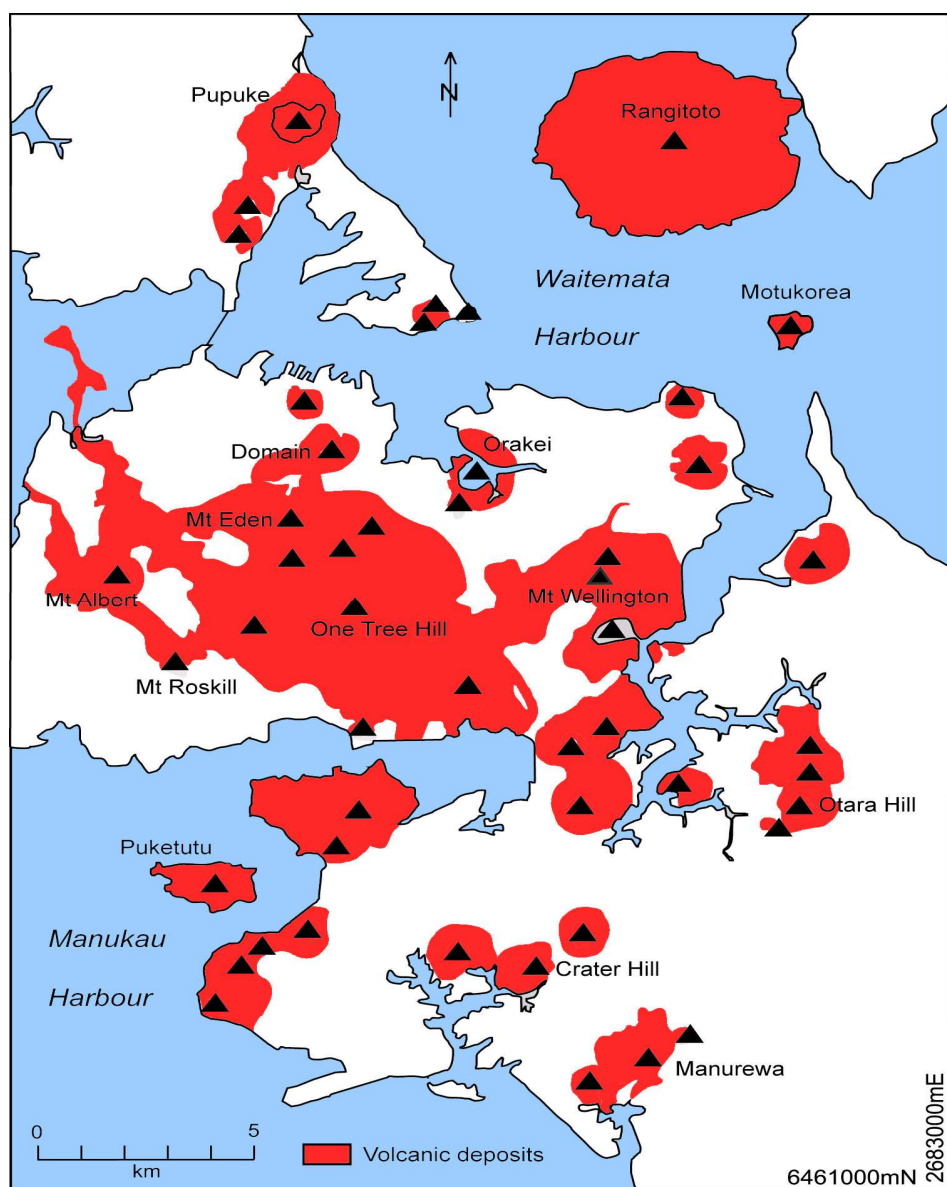 Pupuke
N
Rangitoto
Waitemata
Harbour
Motukorea
Domain
Orakei
Mt Eden
Mt Albert
Mt Wellington
One Tree Hill
Mt Roskill
Otara Hill
Puketutu
Manukau
Harbour
Crater Hill
Manurewa
0 5
km
Volcanic deposits
6461000mN
2683000mE